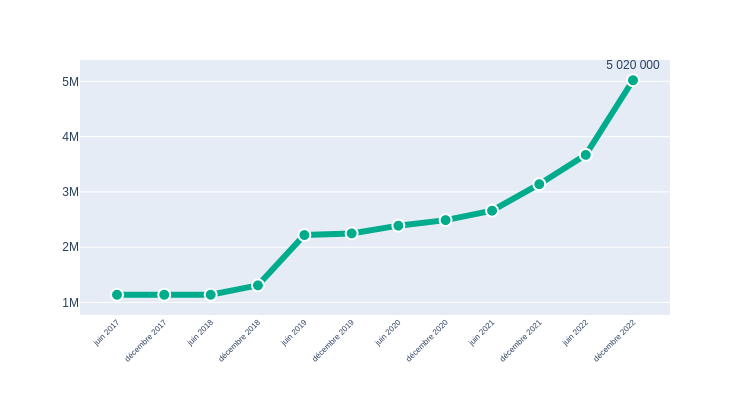 5 020 000
5M
4M
3M
2M
1M
juin 2017
décembre 2017
juin 2018
décembre 2018
juin 2019
décembre 2019
juin 2020
décembre 2020
juin 2021
décembre 2021
juin 2022
décembre 2022